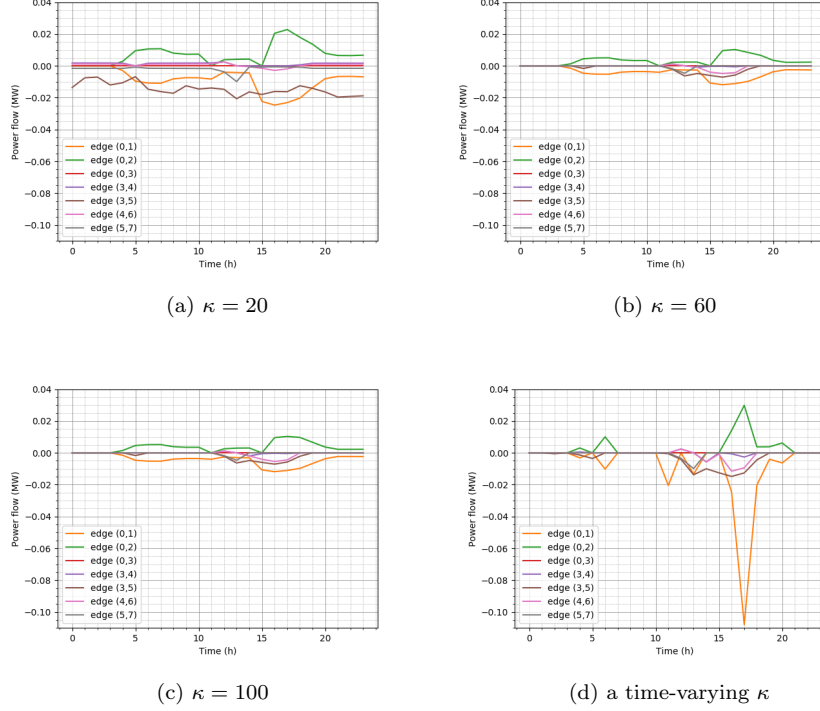 0.04 0.04
0.02 0.02
0.00 0.00
−0.02 −0.02
−0.04 −0.04
−0.06 −0.06
−0.08 −0.08
−0.10 −0.10
Power flow (MW) Power flow (MW)
edge (0,1) edge (0,1)
edge (0,2) edge (0,2)
edge (0,3) edge (0,3)
edge (3,4) edge (3,4)
edge (3,5) edge (3,5)
edge (4,6) edge (4,6)
edge (5,7) edge (5,7)
0 5 10 15 20 0 5 10 15 20
Time (h) Time (h)
(a) κ = 20 (b) κ = 60
0.04 0.04
0.02 0.02
0.00 0.00
−0.02 −0.02
−0.04 −0.04
−0.06 −0.06
−0.08 −0.08
−0.10 −0.10
Power flow (MW) Power flow (MW)
edge (0,1) edge (0,1)
edge (0,2) edge (0,2)
edge (0,3) edge (0,3)
edge (3,4) edge (3,4)
edge (3,5) edge (3,5)
edge (4,6) edge (4,6)
edge (5,7) edge (5,7)
0 5 10 15 20 0 5 10 15 20
Time (h) Time (h)
(c) κ = 100 (d) a time-varying κ